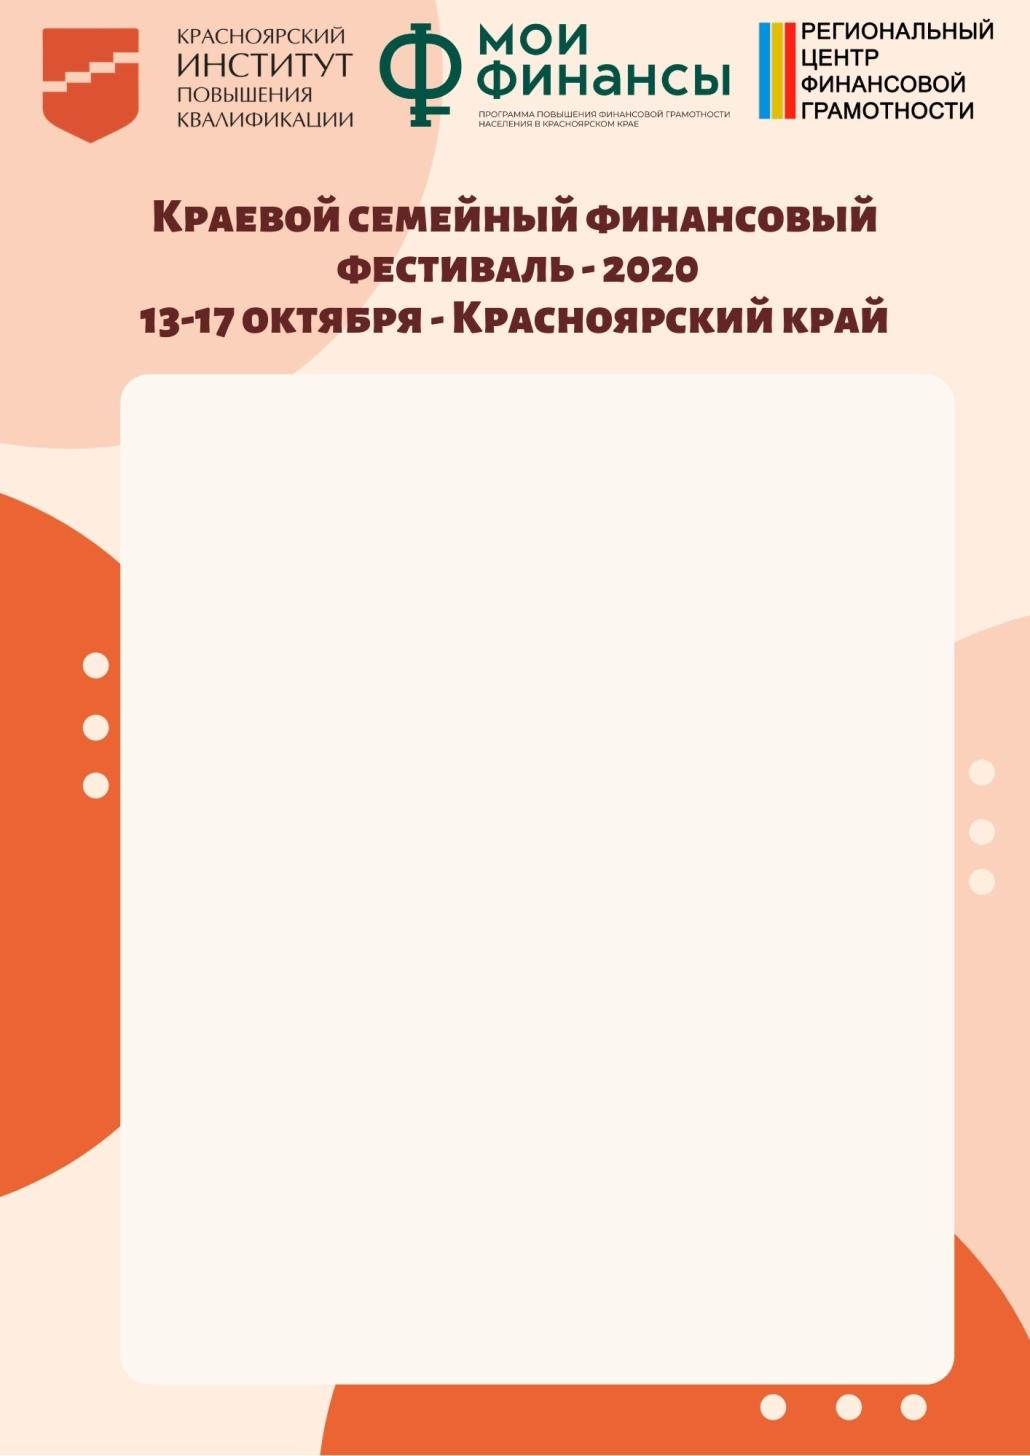 КРАСНОЯРСКИЙ
ИНСТИТУТ
ПОВЫШЕНИЯ
КВАЛИФИКАЦИИ
МОИ
ФИНАНСЫ
ПРОГРАММА ПОВЫШЕНИЯ ФИНАНСОВОЙ ГРАМОТНОСТИ
НАСЕЛЕНИЯ В КРАСНОЯРСКОМ КРАЕ
РЕГИОНАЛЬНЫЙ
ЦЕНТР
ФИНАНСОВОЙ
ГРАМОТНОСТИ
Краевой семейный финансовый
фестиваль - 2020
13-17 октября - Красноярский край